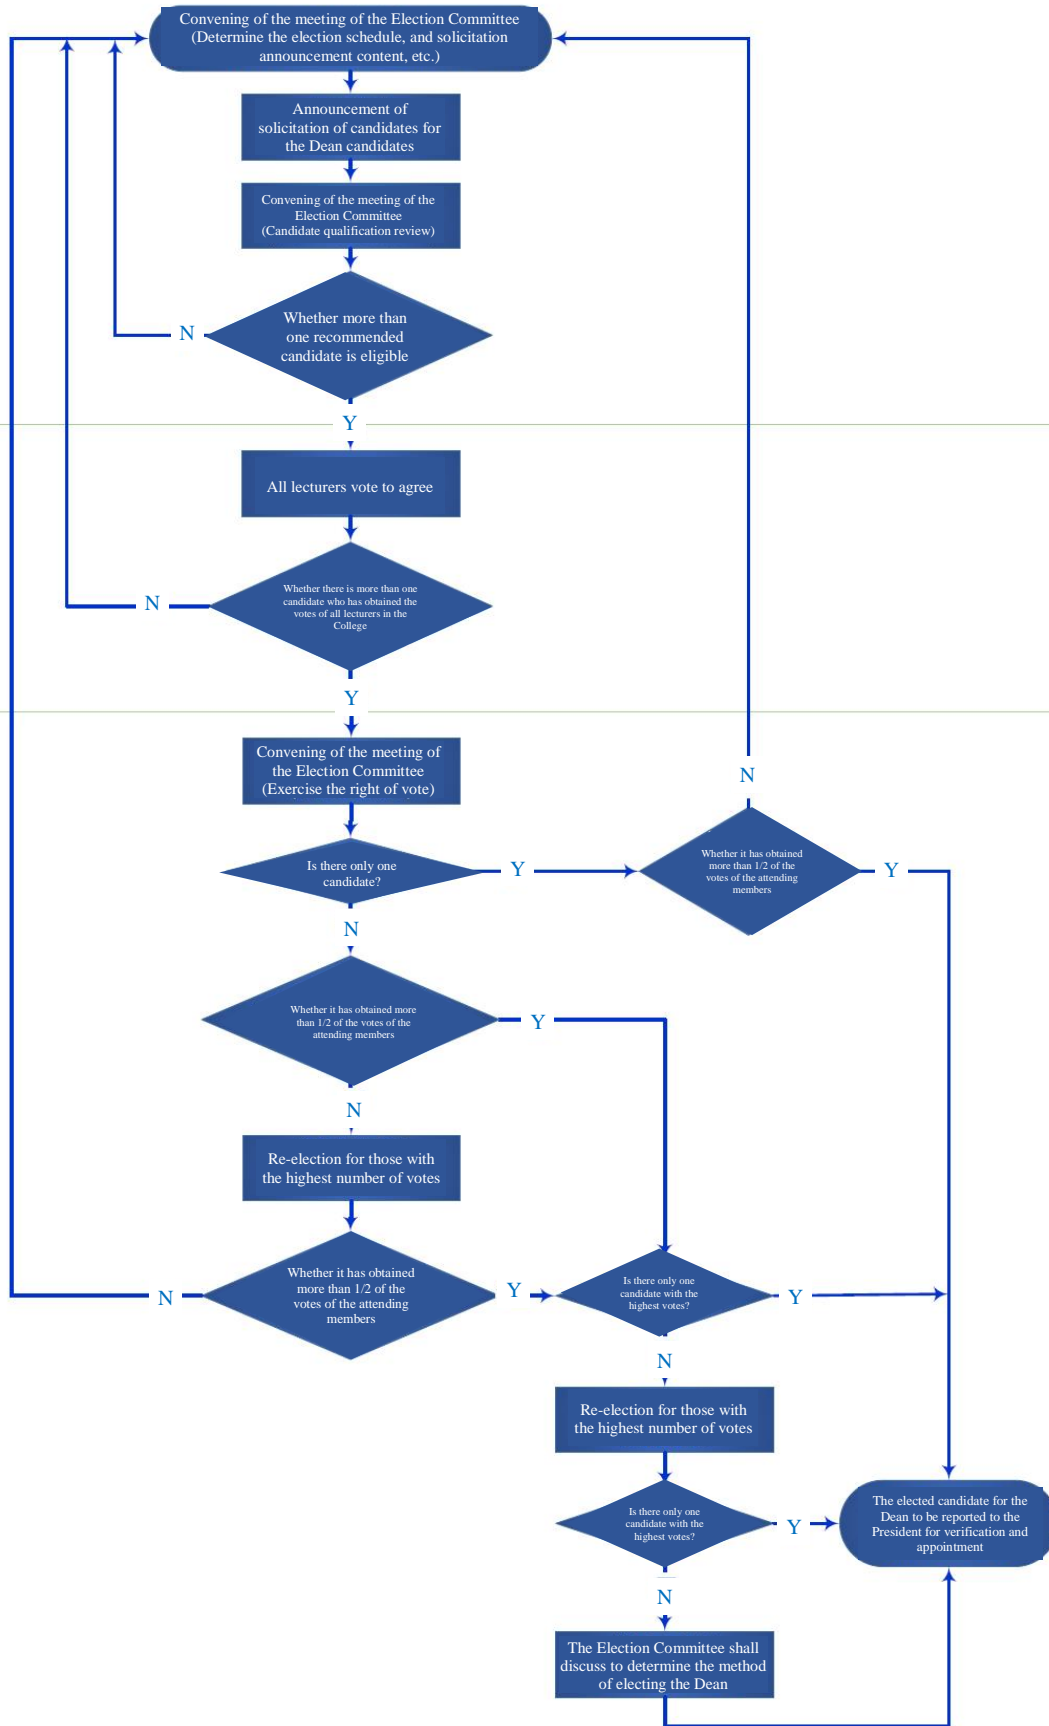 Convening of the meeting of the Election Committee
(Determine the election schedule, and solicitation
announcement content, etc.)
Announcement of
solicitation of candidates for
the Dean candidates
Convening of the meeting of the
Election Committee
(Candidate qualification review)
Whether more than
one recommended
candidate is eligible
N
Y
All lecturers vote to agree
Whether there is more than one
candidate who has obtained the
votes of all lecturers in the
College
N
Y
Convening of the meeting of
the Election Committee
(Exercise the right of vote)
N
Is there only one
candidate?
Y
Whether it has obtained
more than 1/2 of the
votes of the attending
members
Y
N
Whether it has obtained more
than 1/2 of the votes of the
attending members
Y
N
Re-election for those with
the highest number of votes
Whether it has obtained
more than 1/2 of the
votes of the attending
members
N
Y
Is there only one
candidate with the
highest votes?
Y
N
Re-election for those with
the highest number of votes
Is there only one
candidate with the
highest votes?
Y
The elected candidate for the
Dean to be reported to the
President for verification and
appointment
N
The Election Committee shall
discuss to determine the method
of electing the Dean